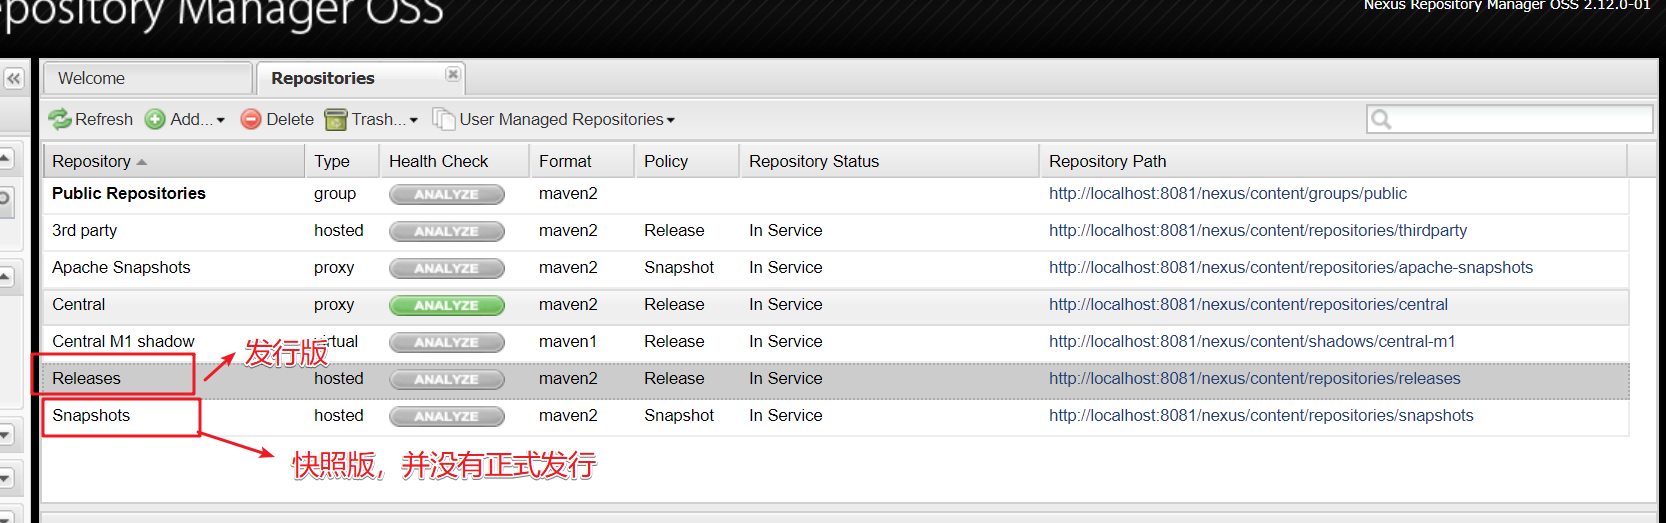 pository Manager OSS
Nexus Repository Manager OSS 2.12.0-01
Welcome Repositories
Refresh Add... Delete Trash... User Managed Repositories
Repository Type Health Check Format Policy Repository Status Repository Path
Public Repositories group ANALYZE maven2 http://localhost:8081/nexus/content/groups/public
3rd party hosted ANALYZE maven2 Release In Service http://localhost:8081/nexus/content/repositories/thirdparty
Apache Snapshots proxy ANALYZE maven2 Snapshot In Service http://localhost:8081/nexus/content/repositories/apache-snapshots
Central proxy ANALYZE maven2 Release In Service http://localhost:8081/nexus/content/repositories/central
Central M1 shadow virtual ANALYZE maven1 Release In Service http://localhost:8081/nexus/content/shadows/central-m1
发行版
Releases hosted ANALYZE maven2 Release In Service http://localhost:8081/nexus/content/repositories/releases
Snapshots hosted ANALYZE maven2 Snapshot In Service http://localhost:8081/nexus/content/repositories/snapshots
快照版，并没有正式发行